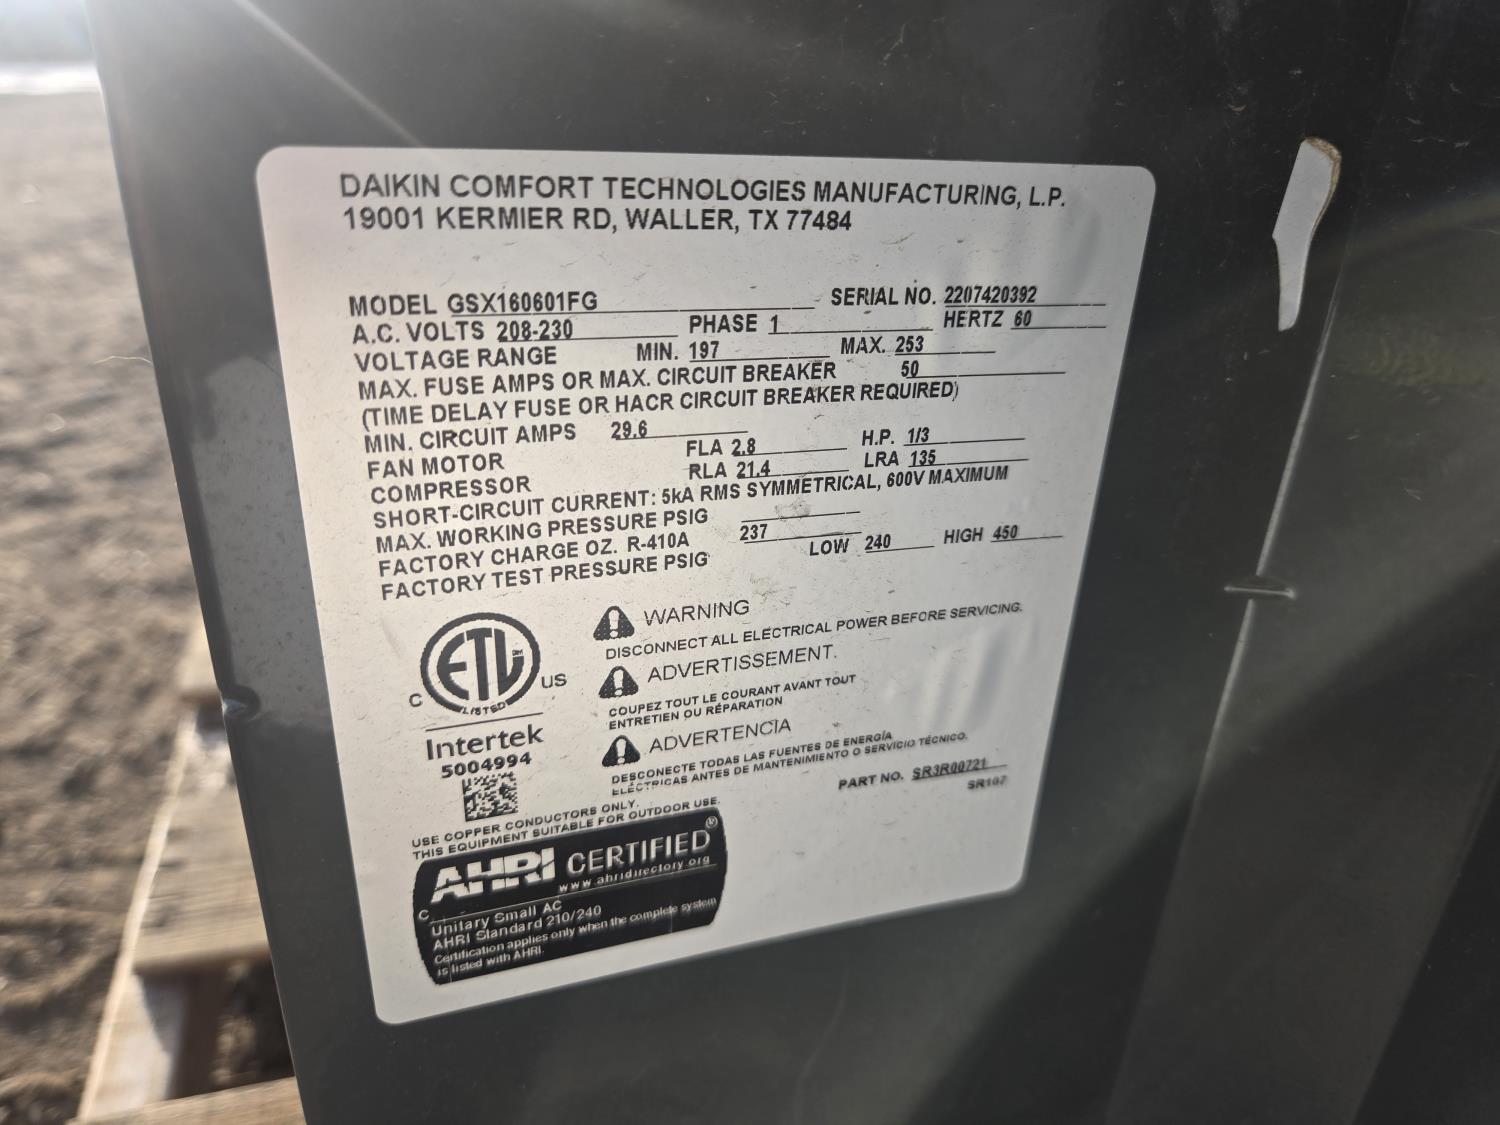 DAIKIN COMFORT TECHNOLOGIES MANUFACTURING, L.P.
19001 KERMIER RD, WALLER, TX 77484
MODEL GSX160601FG SERIAL NO. 2207420392
A.C. VOLTS 208-230 PHASE 1 HERTZ 60
VOLTAGE RANGE MIN. 197 MAX. 253
MAX. FUSE AMPS OR MAX. CIRCUIT BREAKER 50
(TIME DELAY FUSE OR HACR CIRCUIT BREAKER REQUIRED)
MIN. CIRCUIT AMPS 29.6
FAN MOTOR FLA 2.8 H.P. 1/3
COMPRESSOR RLA 21.4 LRA 135
SHORT-CIRCUIT CURRENT: 5kA RMS SYMMETRICAL, 600V MAXIMUM
MAX. WORKING PRESSURE PSIG
FACTORY CHARGE OZ. R-410A 237
FACTORY TEST PRESSURE PSIG LOW 240 HIGH 450
WARNING
DISCONNECT ALL ELECTRICAL POWER BEFORE SERVICING.
ADVERTISSEMENT.
COUPEZ TOUT LE COURANT AVANT TOUT
ENTRETIEN OU RÉPARATION
ADVERTENCIA
DESCONECTE TODAS LAS FUENTES DE ENERGÍA
ELÉCTRICAS ANTES DE MANTENIMIENTO O SERVICIO TÉCNICO.
PART NO. SR3R00721
SR107
C ETL US
LISTED
Intertek
5004994
USE COPPER CONDUCTORS ONLY.
THIS EQUIPMENT SUITABLE FOR OUTDOOR USE.
AHRI CERTIFIED®
www.ahridirectory.org
C
Unitary Small AC
AHRI Standard 210/240
Certification applies only when the complete system
is listed with AHRI.